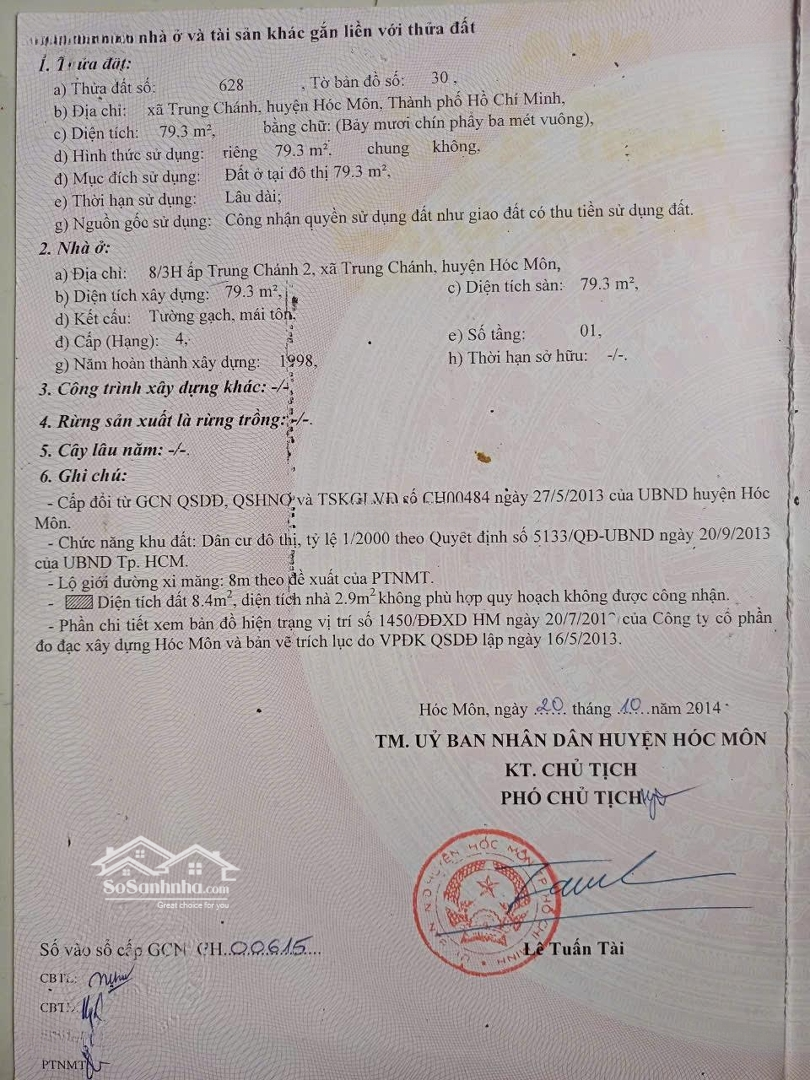 nhà ở và tài sản khác gắn liền với thửa đất
1. Thửa đất:
a) Thửa đất số: 628 , Tờ bản đồ số: 30 ,
b) Địa chỉ: xã Trung Chánh, huyện Hóc Môn, Thành phố Hồ Chí Minh,
c) Diện tích: 79.3 m², bằng chữ: (Bảy mươi chín phẩy ba mét vuông),
d) Hình thức sử dụng: riêng 79.3 m², chung không,
đ) Mục đích sử dụng: Đất ở tại đô thị 79.3 m²,
e) Thời hạn sử dụng: Lâu dài;
g) Nguồn gốc sử dụng: Công nhận quyền sử dụng đất như giao đất có thu tiền sử dụng đất.
2. Nhà ở:
a) Địa chỉ: 8/3H ấp Trung Chánh 2, xã Trung Chánh, huyện Hóc Môn,
b) Diện tích xây dựng: 79.3 m², c) Diện tích sàn: 79.3 m²,
d) Kết cấu: Tường gạch, mái tôn,
đ) Cấp (Hạng): 4, e) Số tầng: 01,
g) Năm hoàn thành xây dựng: 1998, h) Thời hạn sở hữu: -/-.
3. Công trình xây dựng khác: -/-,
4. Rừng sản xuất là rừng trồng: -/-.
5. Cây lâu năm: -/-.
6. Ghi chú:
- Cấp đổi từ GCN QSDĐ, QSHNO và TSKGLVĐ số CH00484 ngày 27/5/2013 của UBND huyện Hóc
Môn.
- Chức năng khu đất: Dân cư đô thị, tỷ lệ 1/2000 theo Quyết định số 5133/QĐ-UBND ngày 20/9/2013
của UBND Tp. HCM.
- Lộ giới đường xi măng: 8m theo đề xuất của PTNMT.
- Diện tích đất 8.4m², diện tích nhà 2.9m² không phù hợp quy hoạch không được công nhận.
- Phần chi tiết xem bản đồ hiện trạng vị trí số 1450/ĐĐXD HM ngày của Công ty cổ phần
đo đạc xây dựng Hóc Môn và bản vẽ trích lục do VPĐK QSDĐ lập ngày 16/5/2013.
Hóc Môn, ngày 20 tháng 10 năm 2014
TM. UỶ BAN NHÂN DÂN HUYỆN HÓC MÔN
KT. CHỦ TỊCH
PHÓ CHỦ TỊCH
SoSanhnha.com
Great choice for you
Số vào sổ cấp GCN CH.00615
Lê Tuấn Tài
PTNMT